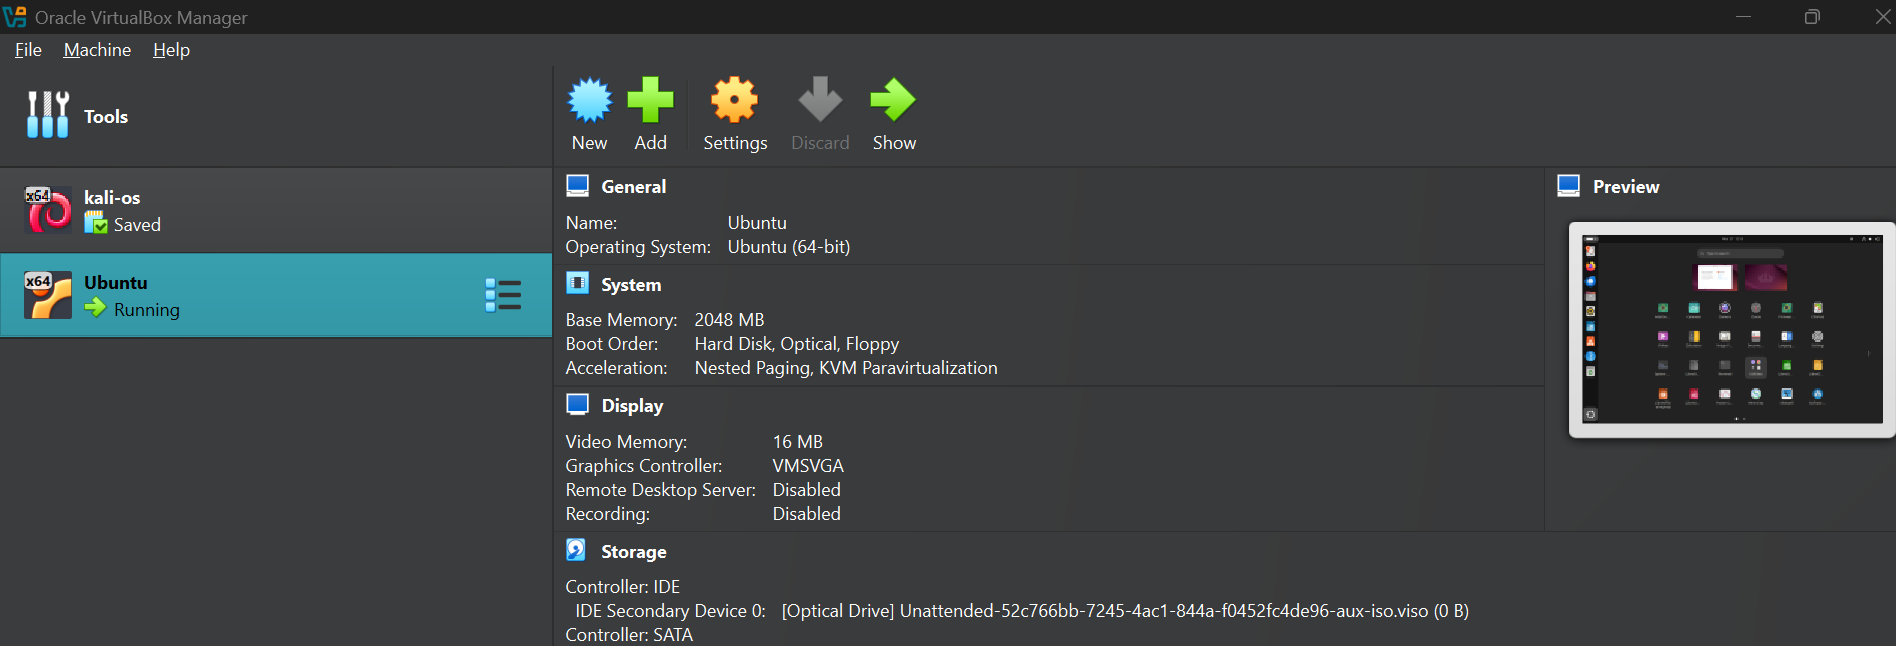 Oracle VirtualBox Manager
File Machine Help
Tools
New Add Settings Discard Show
x64 kali-os
Saved
x64 Ubuntu
Running
General
Name: Ubuntu
Operating System: Ubuntu (64-bit)
System
Base Memory: 2048 MB
Boot Order: Hard Disk, Optical, Floppy
Acceleration: Nested Paging, KVM Paravirtualization
Display
Video Memory: 16 MB
Graphics Controller: VMSVGA
Remote Desktop Server: Disabled
Recording: Disabled
Storage
Controller: IDE
IDE Secondary Device 0: [Optical Drive] Unattended-52c766bb-7245-4ac1-844a-f0452fc4de96-aux-iso.viso (0 B)
Controller: SATA
Preview